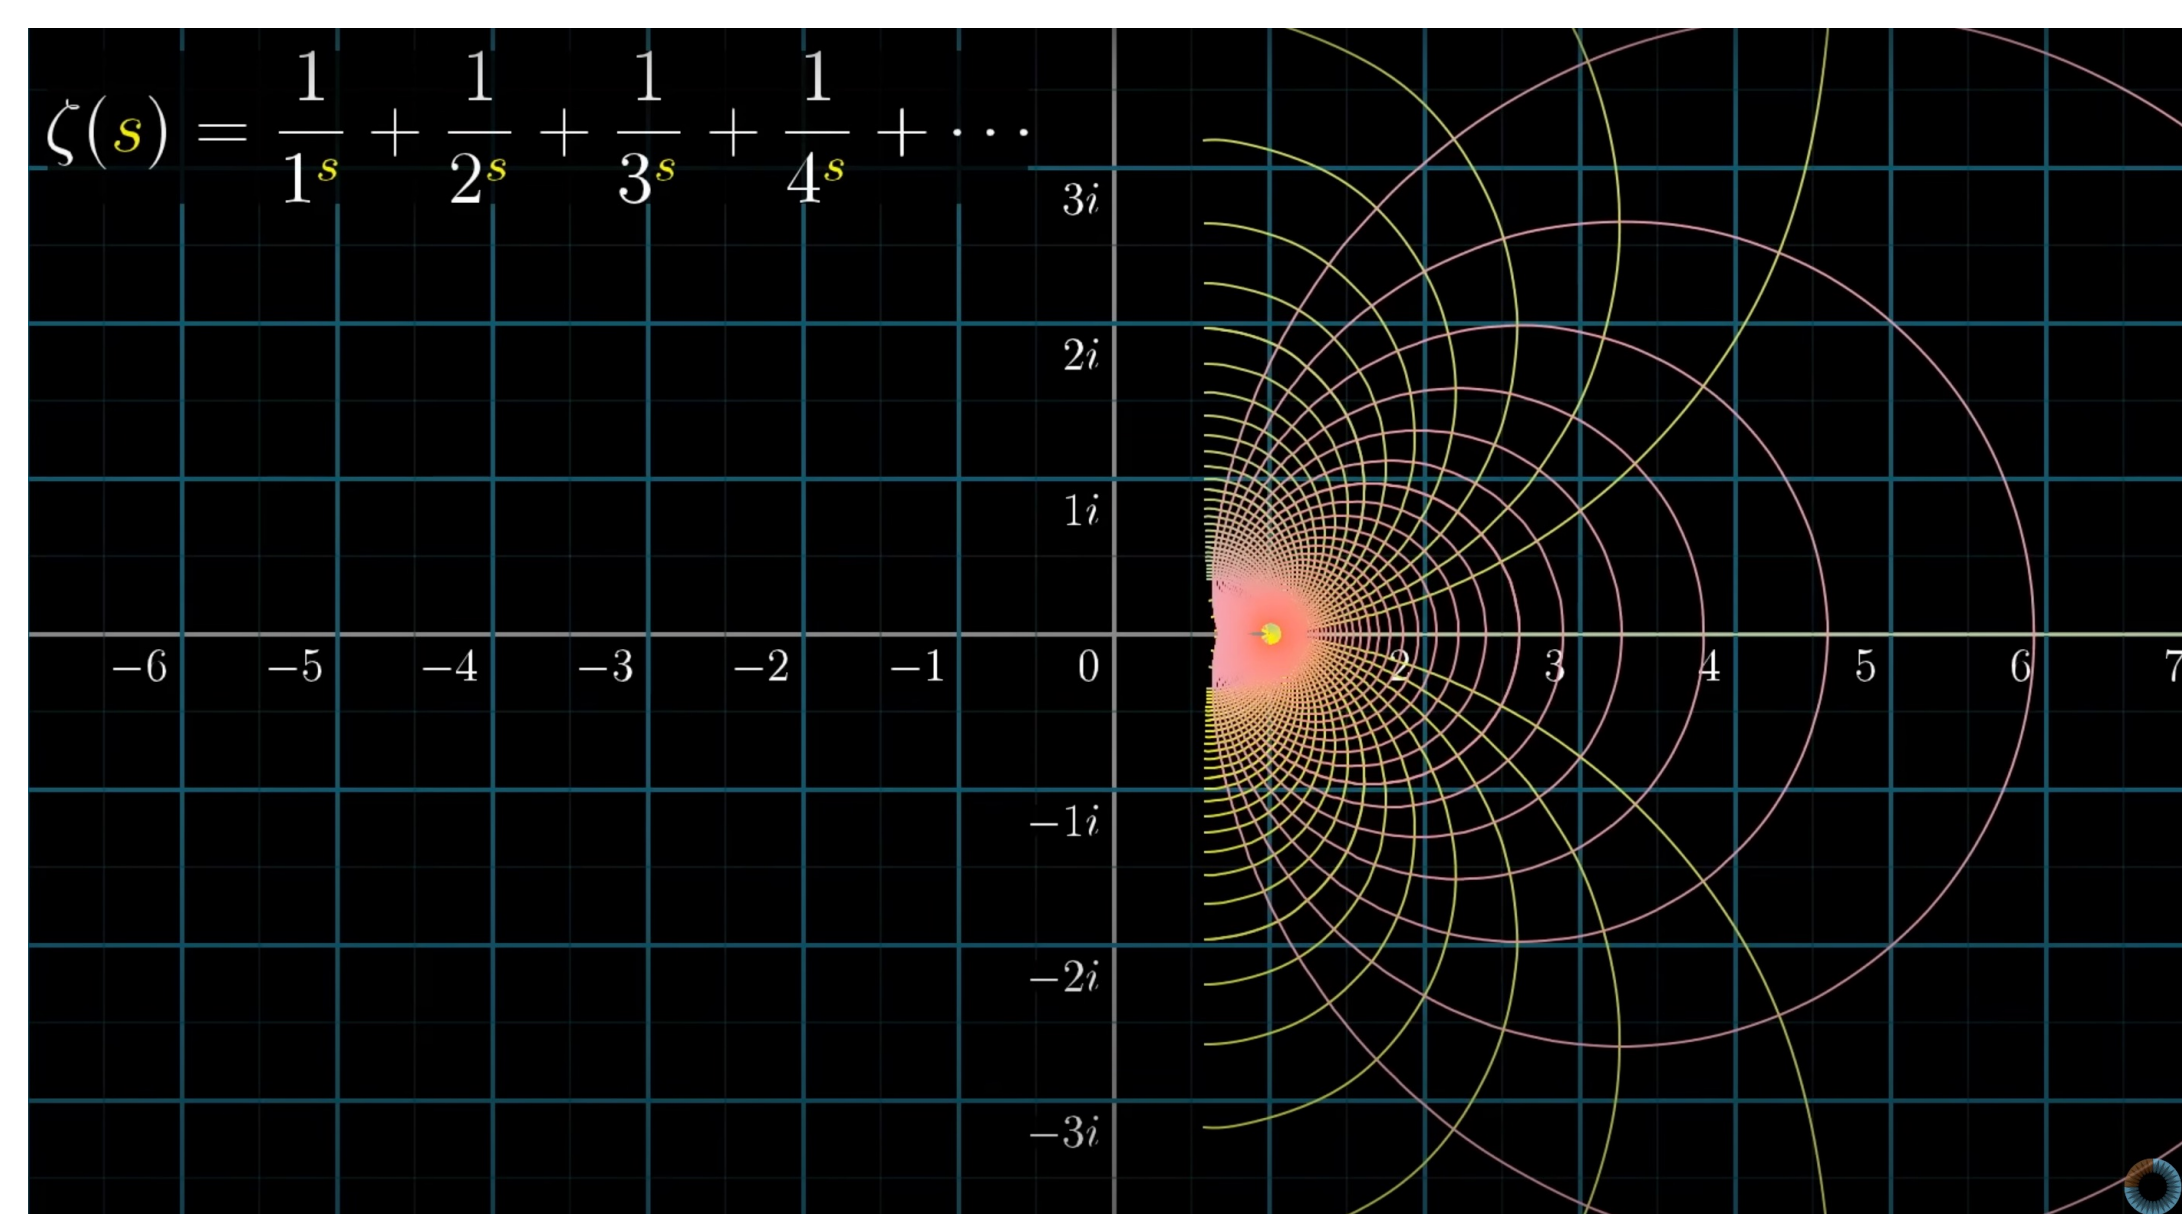 ζ(s) = 1/1^s + 1/2^s + 1/3^s + 1/4^s + ⋯
3i
2i
1i
−6 −5 −4 −3 −2 −1 0 2 3 4 5 6 7
−1i
−2i
−3i